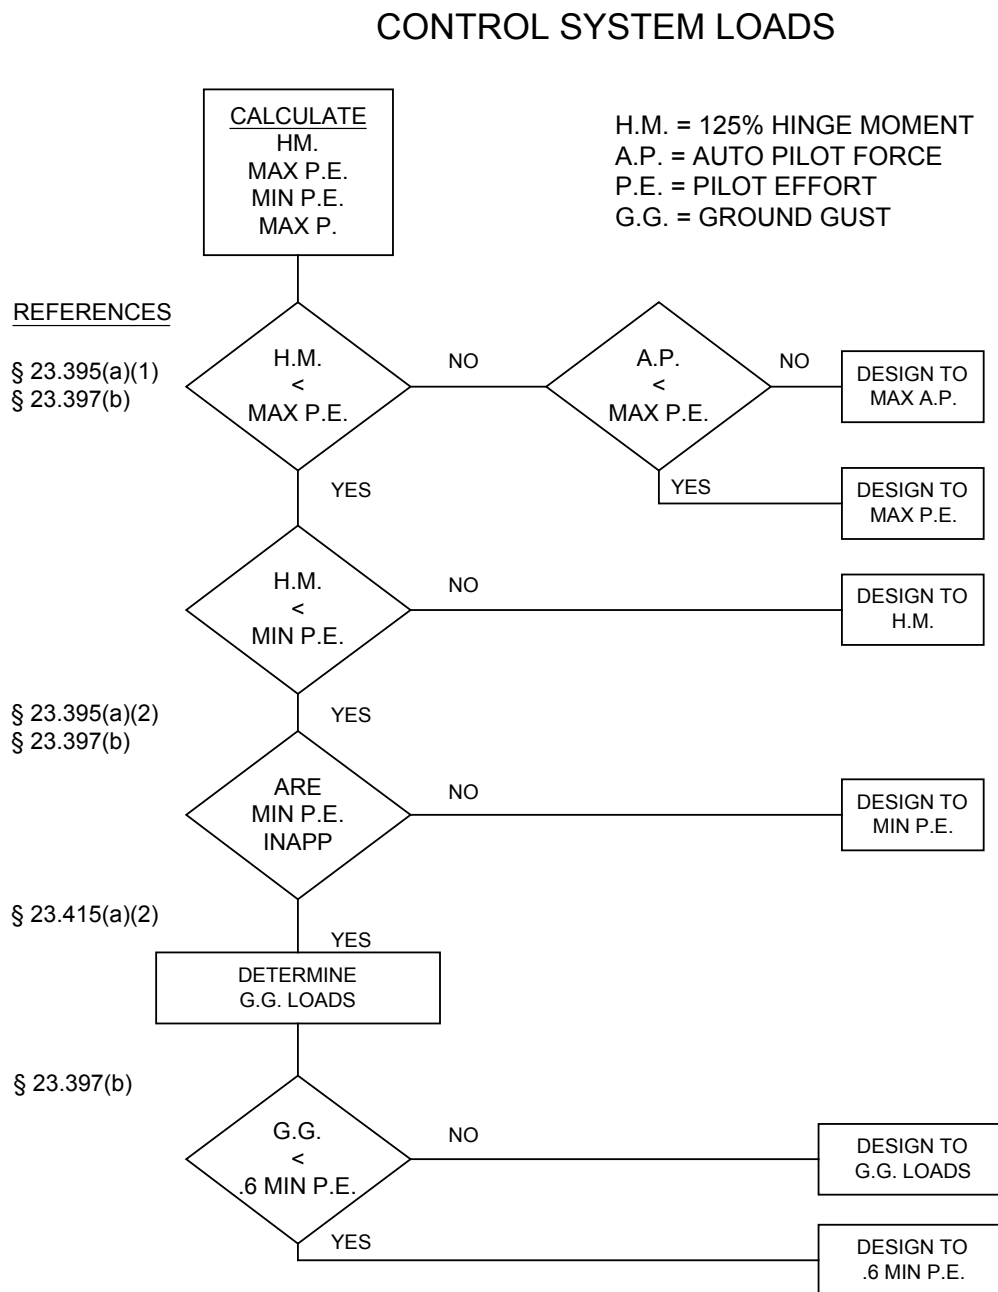 CONTROL SYSTEM LOADS
CALCULATE
HM.
MAX P.E.
MIN P.E.
MAX P.
H.M. = 125% HINGE MOMENT
A.P. = AUTO PILOT FORCE
P.E. = PILOT EFFORT
G.G. = GROUND GUST
REFERENCES
§ 23.395(a)(1)
§ 23.397(b)
H.M.
<
MAX P.E.
NO
A.P.
<
MAX P.E.
NO
DESIGN TO
MAX A.P.
YES
YES
DESIGN TO
MAX P.E.
H.M.
<
MIN P.E.
NO
DESIGN TO
H.M.
§ 23.395(a)(2)
§ 23.397(b)
YES
ARE
MIN P.E.
INAPP
NO
DESIGN TO
MIN P.E.
§ 23.415(a)(2)
YES
DETERMINE
G.G. LOADS
§ 23.397(b)
G.G.
<
.6 MIN P.E.
NO
DESIGN TO
G.G. LOADS
YES
DESIGN TO
.6 MIN P.E.